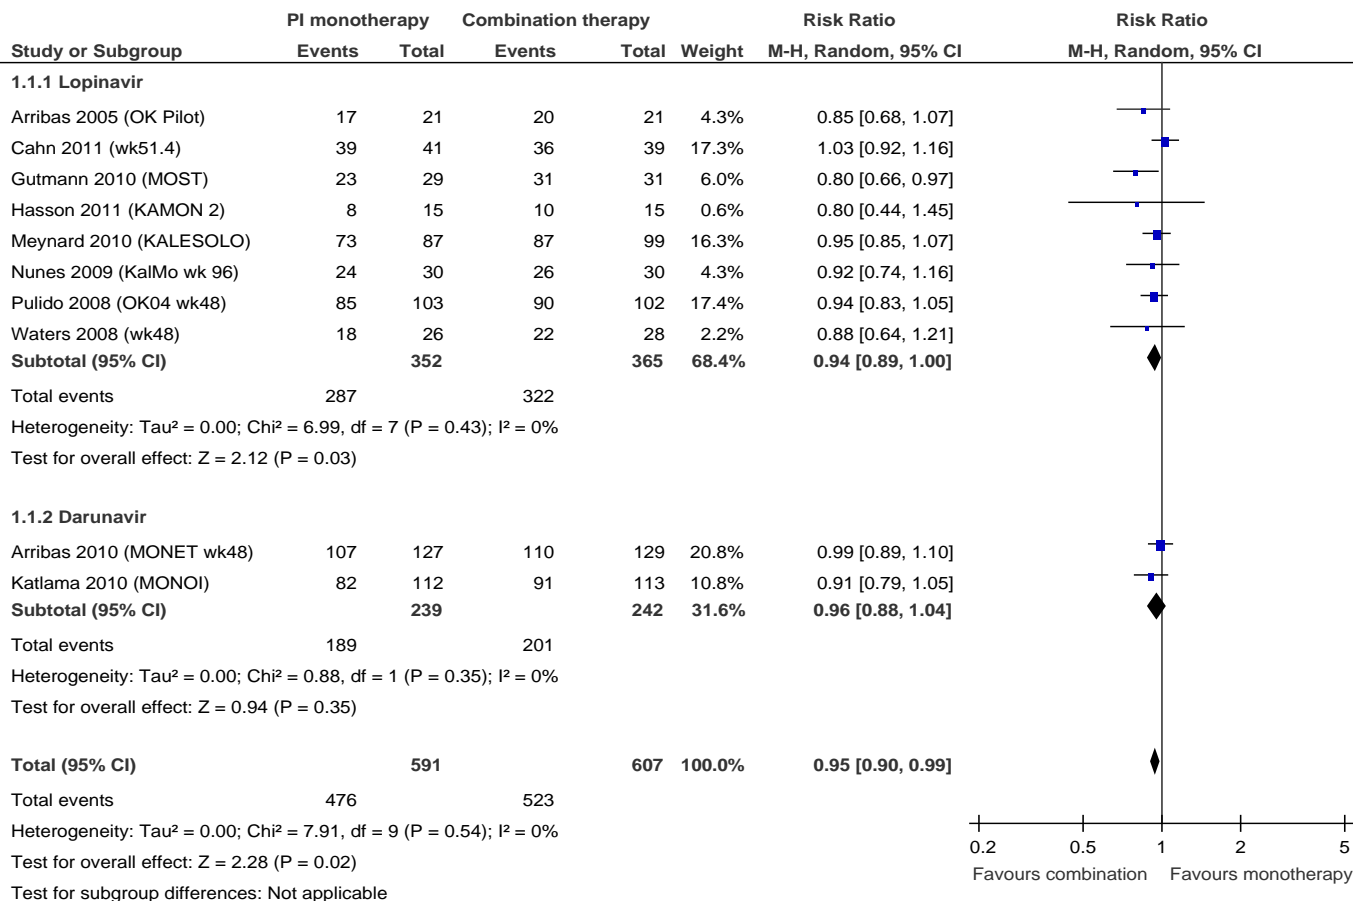 PI monotherapy Combination therapy Risk Ratio Risk Ratio
Study or Subgroup Events Total Events Total Weight M-H, Random, 95% CI M-H, Random, 95% CI
1.1.1 Lopinavir
Arribas 2005 (OK Pilot) 17 21 20 21 4.3% 0.85 [0.68, 1.07]
Cahn 2011 (wk51.4) 39 41 36 39 17.3% 1.03 [0.92, 1.16]
Gutmann 2010 (MOST) 23 29 31 31 6.0% 0.80 [0.66, 0.97]
Hasson 2011 (KAMON 2) 8 15 10 15 0.6% 0.80 [0.44, 1.45]
Meynard 2010 (KALESOLO) 73 87 87 99 16.3% 0.95 [0.85, 1.07]
Nunes 2009 (KalMo wk 96) 24 30 26 30 4.3% 0.92 [0.74, 1.16]
Pulido 2008 (OK04 wk48) 85 103 90 102 17.4% 0.94 [0.83, 1.05]
Waters 2008 (wk48) 18 26 22 28 2.2% 0.88 [0.64, 1.21]
Subtotal (95% CI) 352 365 68.4% 0.94 [0.89, 1.00]
Total events 287 322
Heterogeneity: Tau² = 0.00; Chi² = 6.99, df = 7 (P = 0.43); I² = 0%
Test for overall effect: Z = 2.12 (P = 0.03)
1.1.2 Darunavir
Arribas 2010 (MONET wk48) 107 127 110 129 20.8% 0.99 [0.89, 1.10]
Katlama 2010 (MONOI) 82 112 91 113 10.8% 0.91 [0.79, 1.05]
Subtotal (95% CI) 239 242 31.6% 0.96 [0.88, 1.04]
Total events 189 201
Heterogeneity: Tau² = 0.00; Chi² = 0.88, df = 1 (P = 0.35); I² = 0%
Test for overall effect: Z = 0.94 (P = 0.35)
Total (95% CI) 591 607 100.0% 0.95 [0.90, 0.99]
Total events 476 523
Heterogeneity: Tau² = 0.00; Chi² = 7.91, df = 9 (P = 0.54); I² = 0%
Test for overall effect: Z = 2.28 (P = 0.02)
Test for subgroup differences: Not applicable
0.2 0.5 1 2 5
Favours combination Favours monotherapy